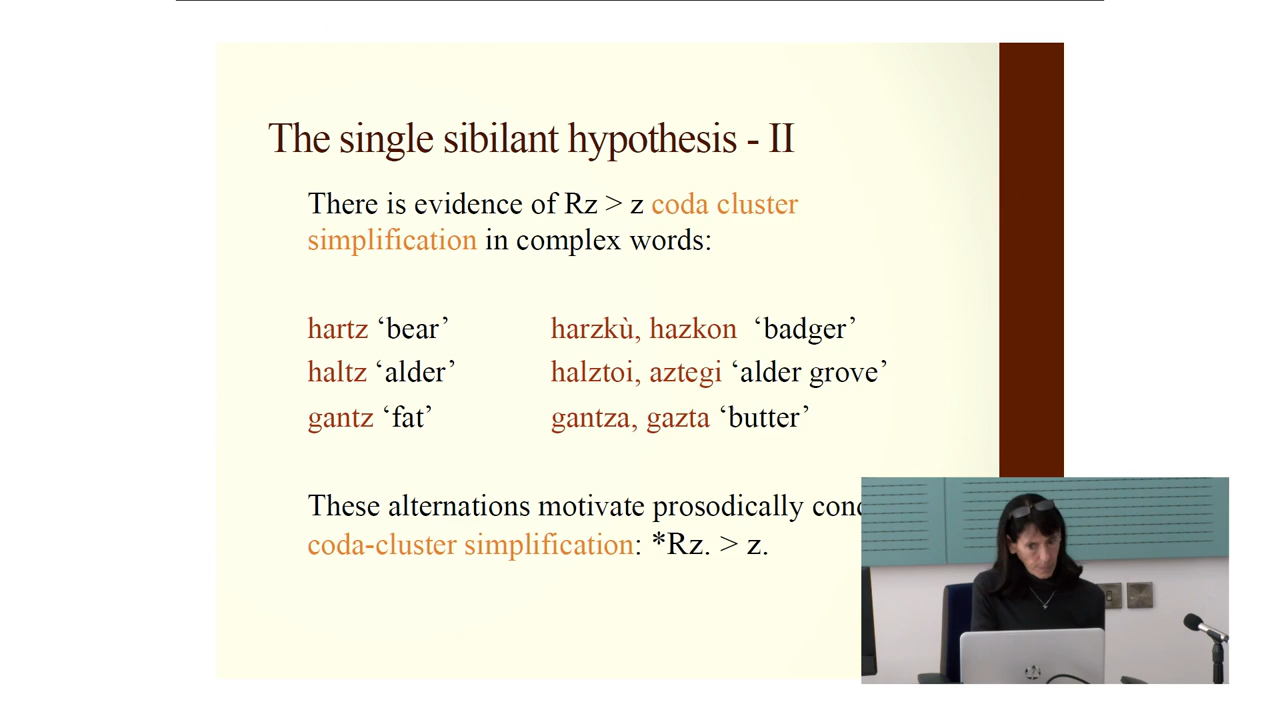 The single sibilant hypothesis - II
There is evidence of Rz > z coda cluster
simplification in complex words:
hartz ‘bear’ harzkù, hazkon ‘badger’
haltz ‘alder’ halztoi, aztegi ‘alder grove’
gantz ‘fat’ gantza, gazta ‘butter’
These alternations motivate prosodically
coda-cluster simplification: *Rz. > z.